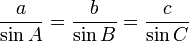 a/sin A = b/sin B = c/sin C